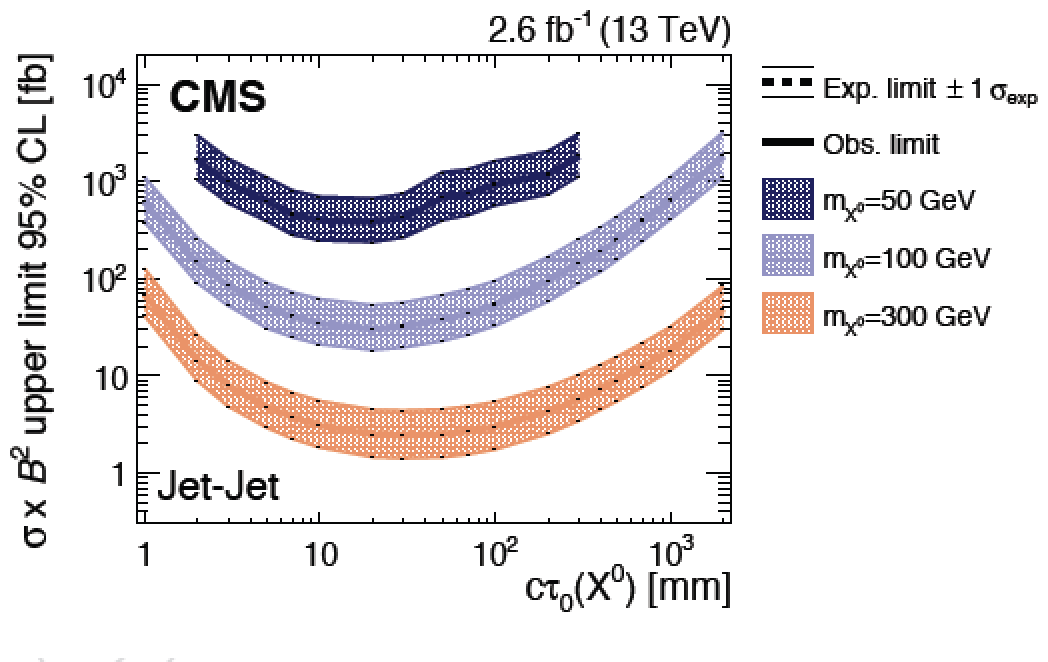 2.6 fb⁻¹ (13 TeV)
σ x B² upper limit 95% CL [fb]
10⁴
10³
10²
10
1
CMS
Jet-Jet
1 10 10² 10³
cτ₀(X⁰) [mm]
Exp. limit ± 1 σexp
Obs. limit
mX⁰=50 GeV
mX⁰=100 GeV
mX⁰=300 GeV